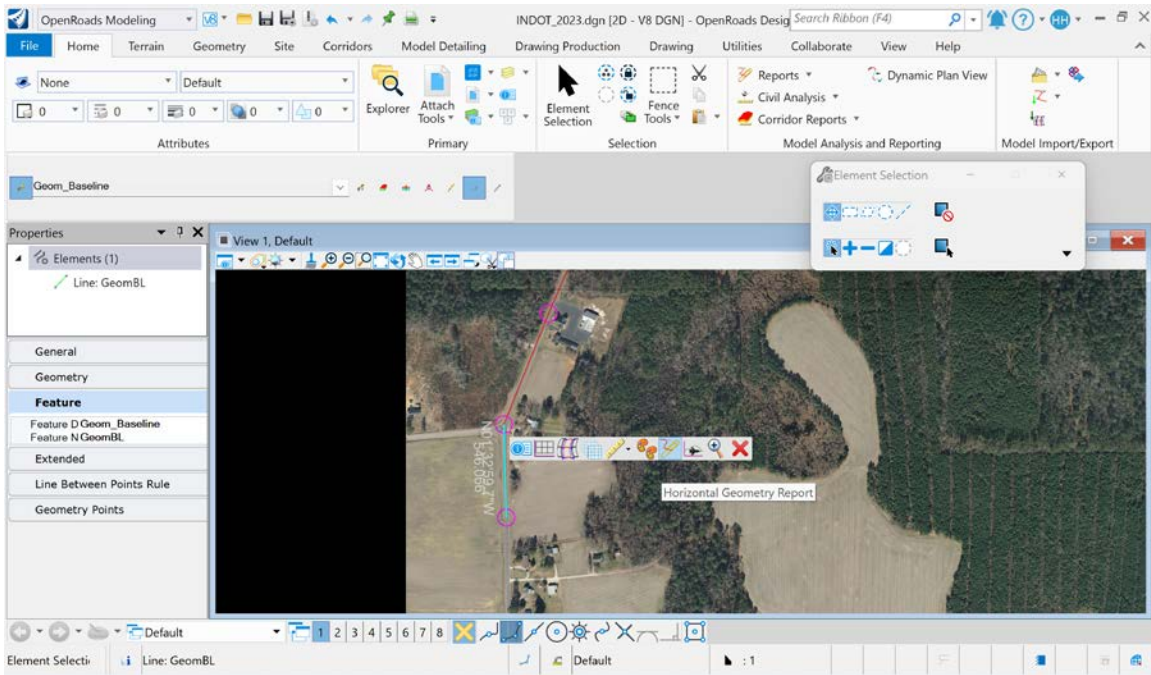 OpenRoads Modeling
INDOT_2023.dgn [2D - V8 DGN] - OpenRoads Desig
Search Ribbon (F4)
HH
File Home Terrain Geometry Site Corridors Model Detailing Drawing Production Drawing Utilities Collaborate View Help
None
Default
0 0 0 0 0
Attributes
Explorer
Attach
Tools
Primary
Element
Selection
Fence
Tools
Selection
Reports
Civil Analysis
Corridor Reports
Dynamic Plan View
Model Analysis and Reporting
Model Import/Export
Geom_Baseline
Element Selection
Properties
Elements (1)
Line: GeomBL
General
Geometry
Feature
Feature D Geom_Baseline
Feature N GeomBL
Extended
Line Between Points Rule
Geometry Points
View 1, Default
Horizontal Geometry Report
Default
1 2 3 4 5 6 7 8
Element Selecti
Line: GeomBL
Default
: 1